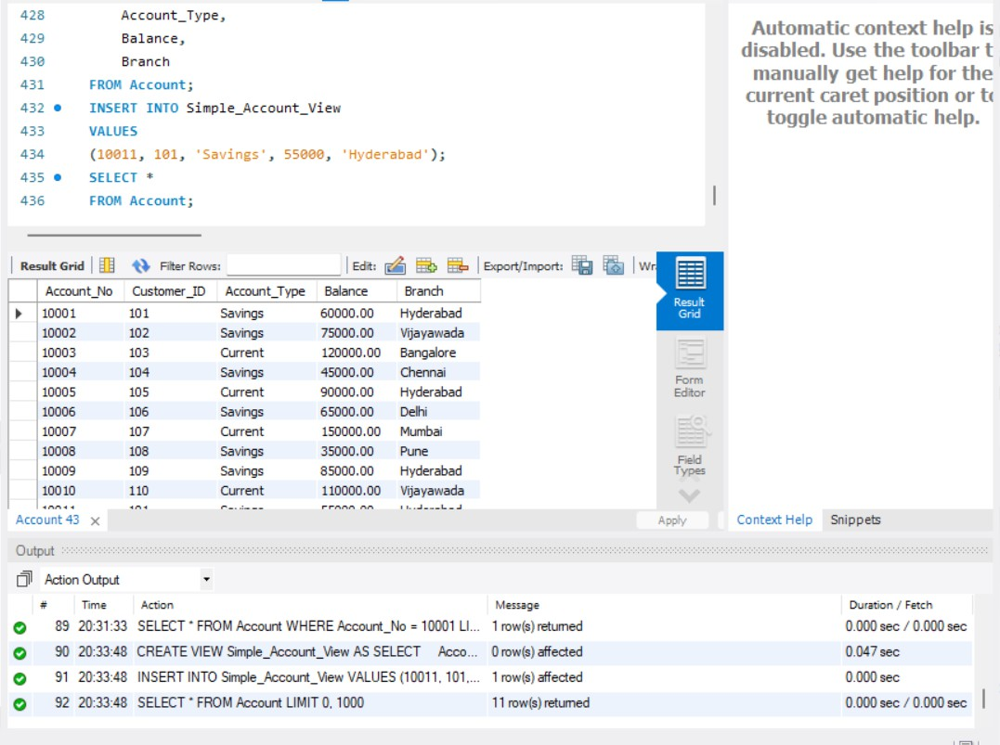 428 Account_Type,
429 Balance,
430 Branch
431 FROM Account;
432 INSERT INTO Simple_Account_View
433 VALUES
434 (10011, 101, 'Savings', 55000, 'Hyderabad');
435 SELECT *
436 FROM Account;
Automatic context help is
disabled. Use the toolbar t
manually get help for the
current caret position or to
toggle automatic help.
Result Grid Filter Rows: Edit: Export/Import: Wr
Account_No Customer_ID Account_Type Balance Branch
10001 101 Savings 60000.00 Hyderabad
10002 102 Savings 75000.00 Vijayawada
10003 103 Current 120000.00 Bangalore
10004 104 Savings 45000.00 Chennai
10005 105 Current 90000.00 Hyderabad
10006 106 Savings 65000.00 Delhi
10007 107 Current 150000.00 Mumbai
10008 108 Savings 35000.00 Pune
10009 109 Savings 85000.00 Hyderabad
10010 110 Current 110000.00 Vijayawada
10011 101 Savings 55000.00 Hyderabad
Result
Grid
Form
Editor
Field
Types
Account 43 Apply
Context Help Snippets
Output
Action Output
# Time Action Message Duration / Fetch
89 20:31:33 SELECT * FROM Account WHERE Account_No = 10001 LI... 1 row(s) returned 0.000 sec / 0.000 sec
90 20:33:48 CREATE VIEW Simple_Account_View AS SELECT Acco... 0 row(s) affected 0.047 sec
91 20:33:48 INSERT INTO Simple_Account_View VALUES (10011, 101,... 1 row(s) affected 0.000 sec
92 20:33:48 SELECT * FROM Account LIMIT 0, 1000 11 row(s) returned 0.000 sec / 0.000 sec